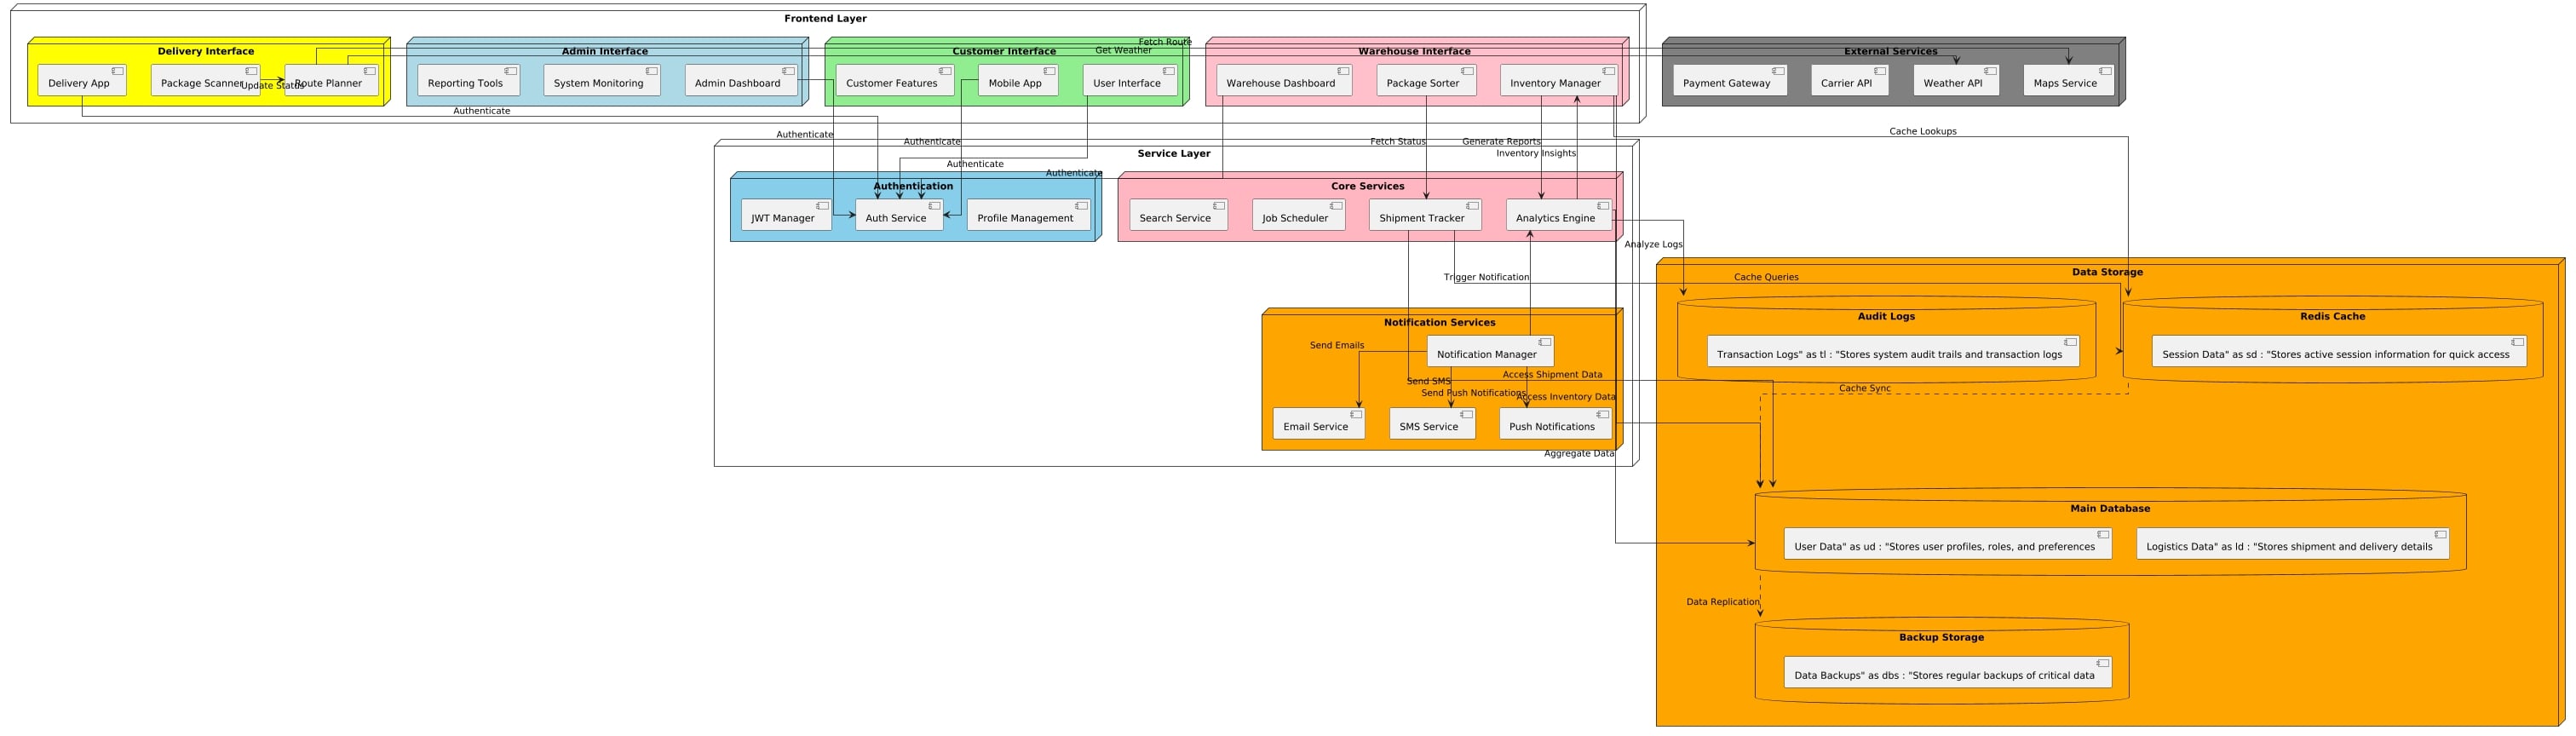 Frontend Layer
Delivery Interface
Admin Interface
Customer Interface
Warehouse Interface
External Services
Fetch Route
Get Weather
Delivery App
Package Scanner
Update Status
Route Planner
Reporting Tools
System Monitoring
Admin Dashboard
Customer Features
Mobile App
User Interface
Warehouse Dashboard
Package Sorter
Inventory Manager
Payment Gateway
Carrier API
Weather API
Maps Service
Authenticate
Authenticate
Authenticate
Authenticate
Authenticate
Fetch Status
Generate Reports
Inventory Insights
Cache Lookups
Service Layer
Authentication
Core Services
JWT Manager
Auth Service
Profile Management
Search Service
Job Scheduler
Shipment Tracker
Analytics Engine
Analyze Logs
Trigger Notification
Cache Queries
Data Storage
Notification Services
Audit Logs
Redis Cache
Send Emails
Notification Manager
Transaction Logs" as tl : "Stores system audit trails and transaction logs
Session Data" as sd : "Stores active session information for quick access
Send SMS
Access Shipment Data
Send Push Notifications
Access Inventory Data
Cache Sync
Email Service
SMS Service
Push Notifications
Aggregate Data
Main Database
User Data" as ud : "Stores user profiles, roles, and preferences
Logistics Data" as ld : "Stores shipment and delivery details
Data Replication
Backup Storage
Data Backups" as dbs : "Stores regular backups of critical data